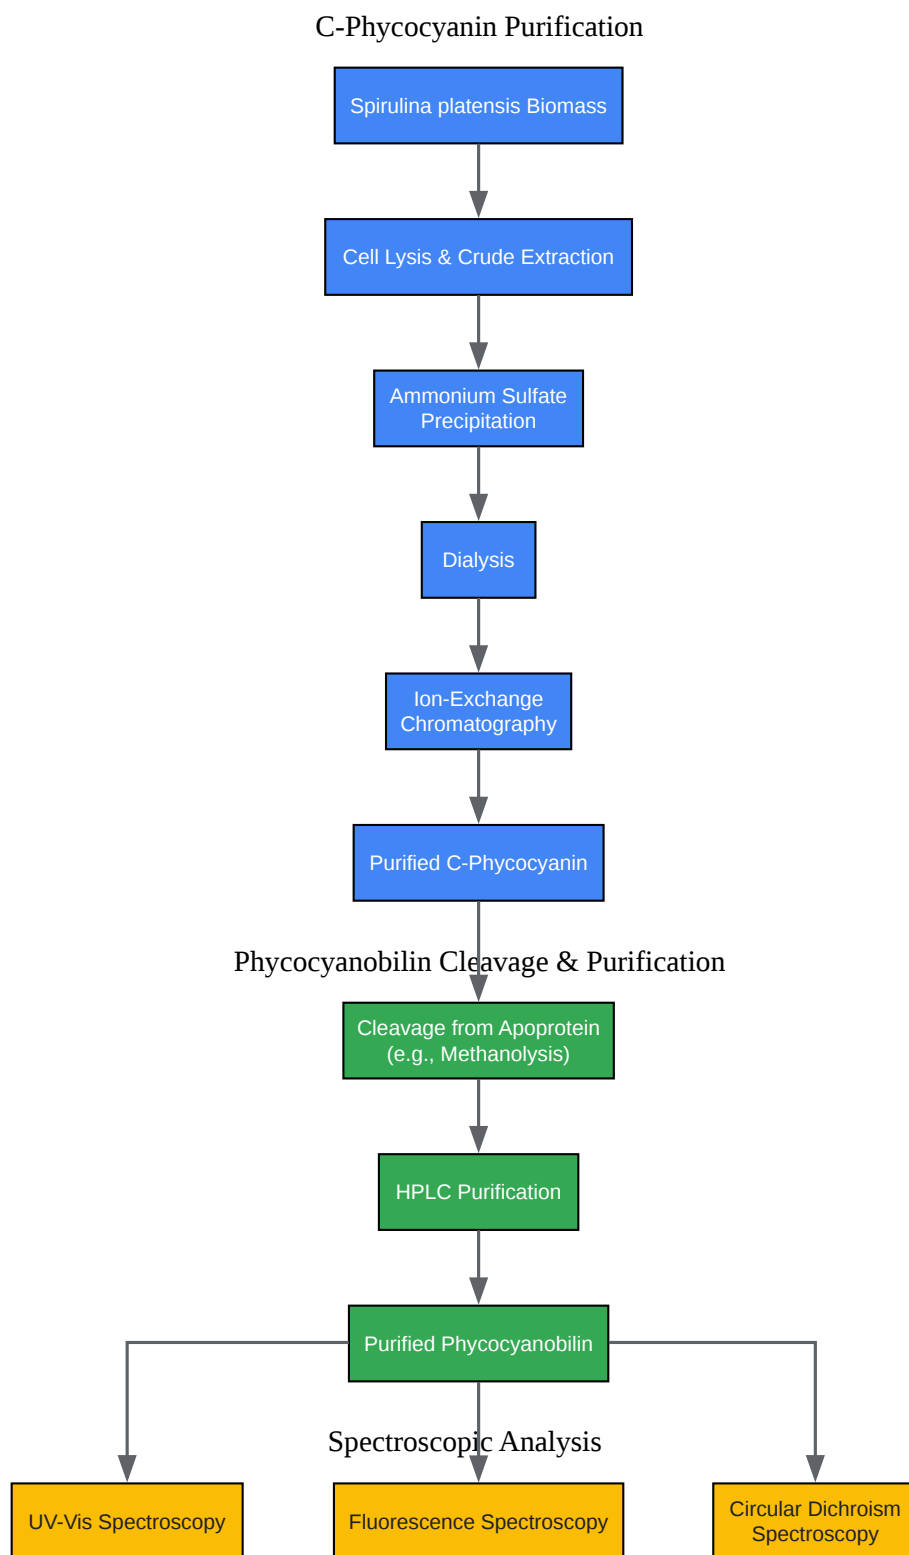 C-Phycocyanin Purification
Spirulina platensis Biomass
Cell Lysis & Crude Extraction
Ammonium Sulfate
Precipitation
Dialysis
Ion-Exchange
Chromatography
Purified C-Phycocyanin
Phycocyanobilin Cleavage & Purification
Cleavage from Apoprotein
(e.g., Methanolysis)
HPLC Purification
Purified Phycocyanobilin
Spectroscopic Analysis
UV-Vis Spectroscopy
Fluorescence Spectroscopy
Circular Dichroism
Spectroscopy